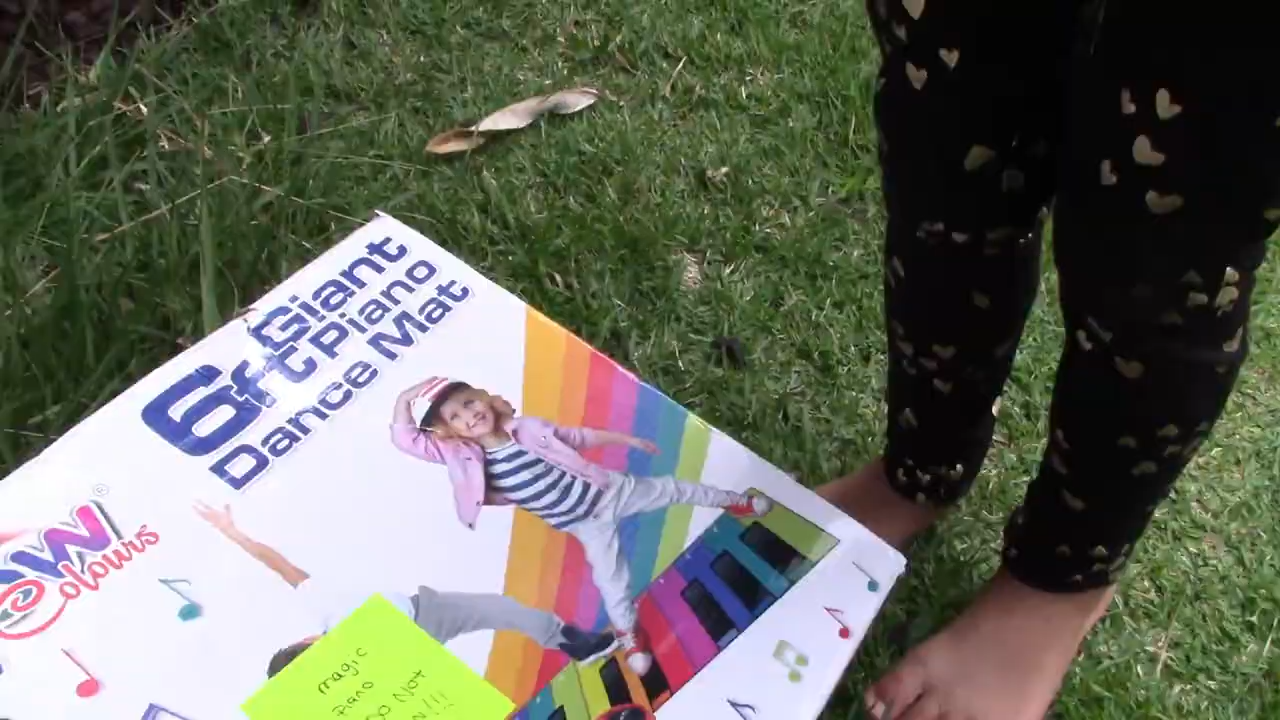 6ft Giant
Piano
Dance Mat
Colours
magic
Piano
DO NOT
!!!